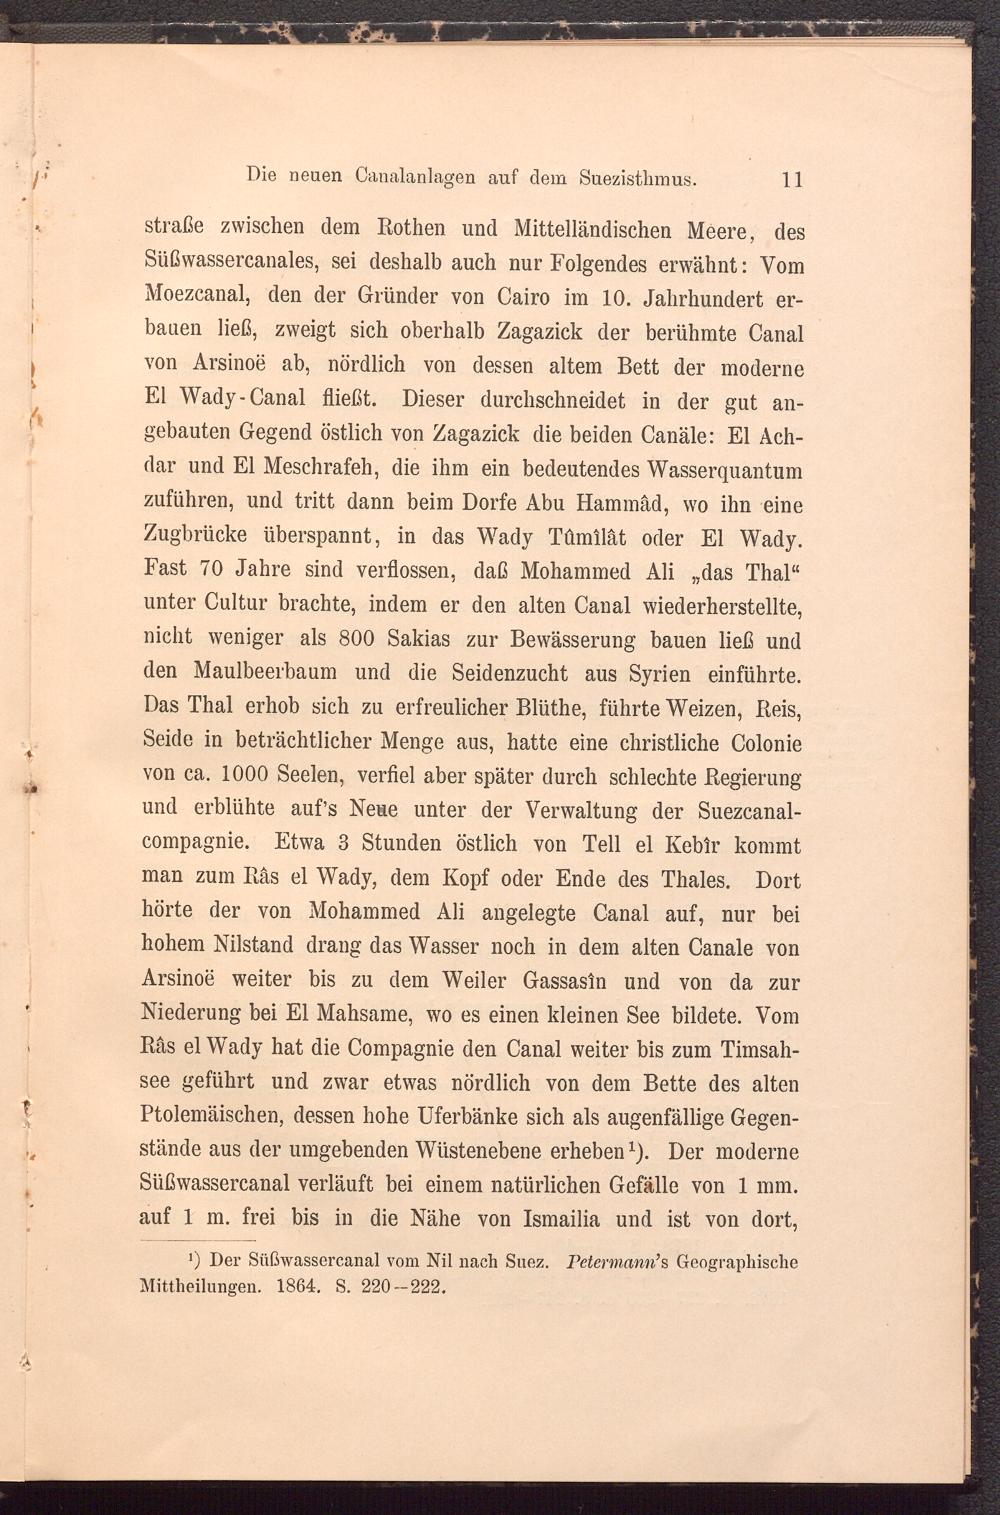 Die neuen Canalanlagen auf dem Suezisthmus. 11
straße zwischen dem Rothen und Mittelländischen Meere, des
Süßwassercanales, sei deshalb auch nur Folgendes erwähnt: Vom
Moezcanal, den der Gründer von Cairo im 10. Jahrhundert er-
bauen ließ, zweigt sich oberhalb Zagazick der berühmte Canal
von Arsinoë ab, nördlich von dessen altem Bett der moderne
El Wady-Canal fließt. Dieser durchschneidet in der gut an-
gebauten Gegend östlich von Zagazick die beiden Canäle: El Ach-
dar und El Meschrafeh, die ihm ein bedeutendes Wasserquantum
zuführen, und tritt dann beim Dorfe Abu Hammâd, wo ihn eine
Zugbrücke überspannt, in das Wady Tûmîlât oder El Wady.
Fast 70 Jahre sind verflossen, daß Mohammed Ali „das Thal“
unter Cultur brachte, indem er den alten Canal wiederherstellte,
nicht weniger als 800 Sakias zur Bewässerung bauen ließ und
den Maulbeerbaum und die Seidenzucht aus Syrien einführte.
Das Thal erhob sich zu erfreulicher Blüthe, führte Weizen, Reis,
Seide in beträchtlicher Menge aus, hatte eine christliche Colonie
von ca. 1000 Seelen, verfiel aber später durch schlechte Regierung
und erblühte auf's Neue unter der Verwaltung der Suezcanal-
compagnie. Etwa 3 Stunden östlich von Tell el Kebîr kommt
man zum Râs el Wady, dem Kopf oder Ende des Thales. Dort
hörte der von Mohammed Ali angelegte Canal auf, nur bei
hohem Nilstand drang das Wasser noch in dem alten Canale von
Arsinoë weiter bis zu dem Weiler Gassasîn und von da zur
Niederung bei El Mahsame, wo es einen kleinen See bildete. Vom
Râs el Wady hat die Compagnie den Canal weiter bis zum Timsah-
see geführt und zwar etwas nördlich von dem Bette des alten
Ptolemäischen, dessen hohe Uferbänke sich als augenfällige Gegen-
stände aus der umgebenden Wüstenebene erheben¹). Der moderne
Süßwassercanal verläuft bei einem natürlichen Gefälle von 1 mm.
auf 1 m. frei bis in die Nähe von Ismailia und ist von dort,
¹) Der Süßwassercanal vom Nil nach Suez. Petermann's Geographische
Mittheilungen. 1864. S. 220—222.